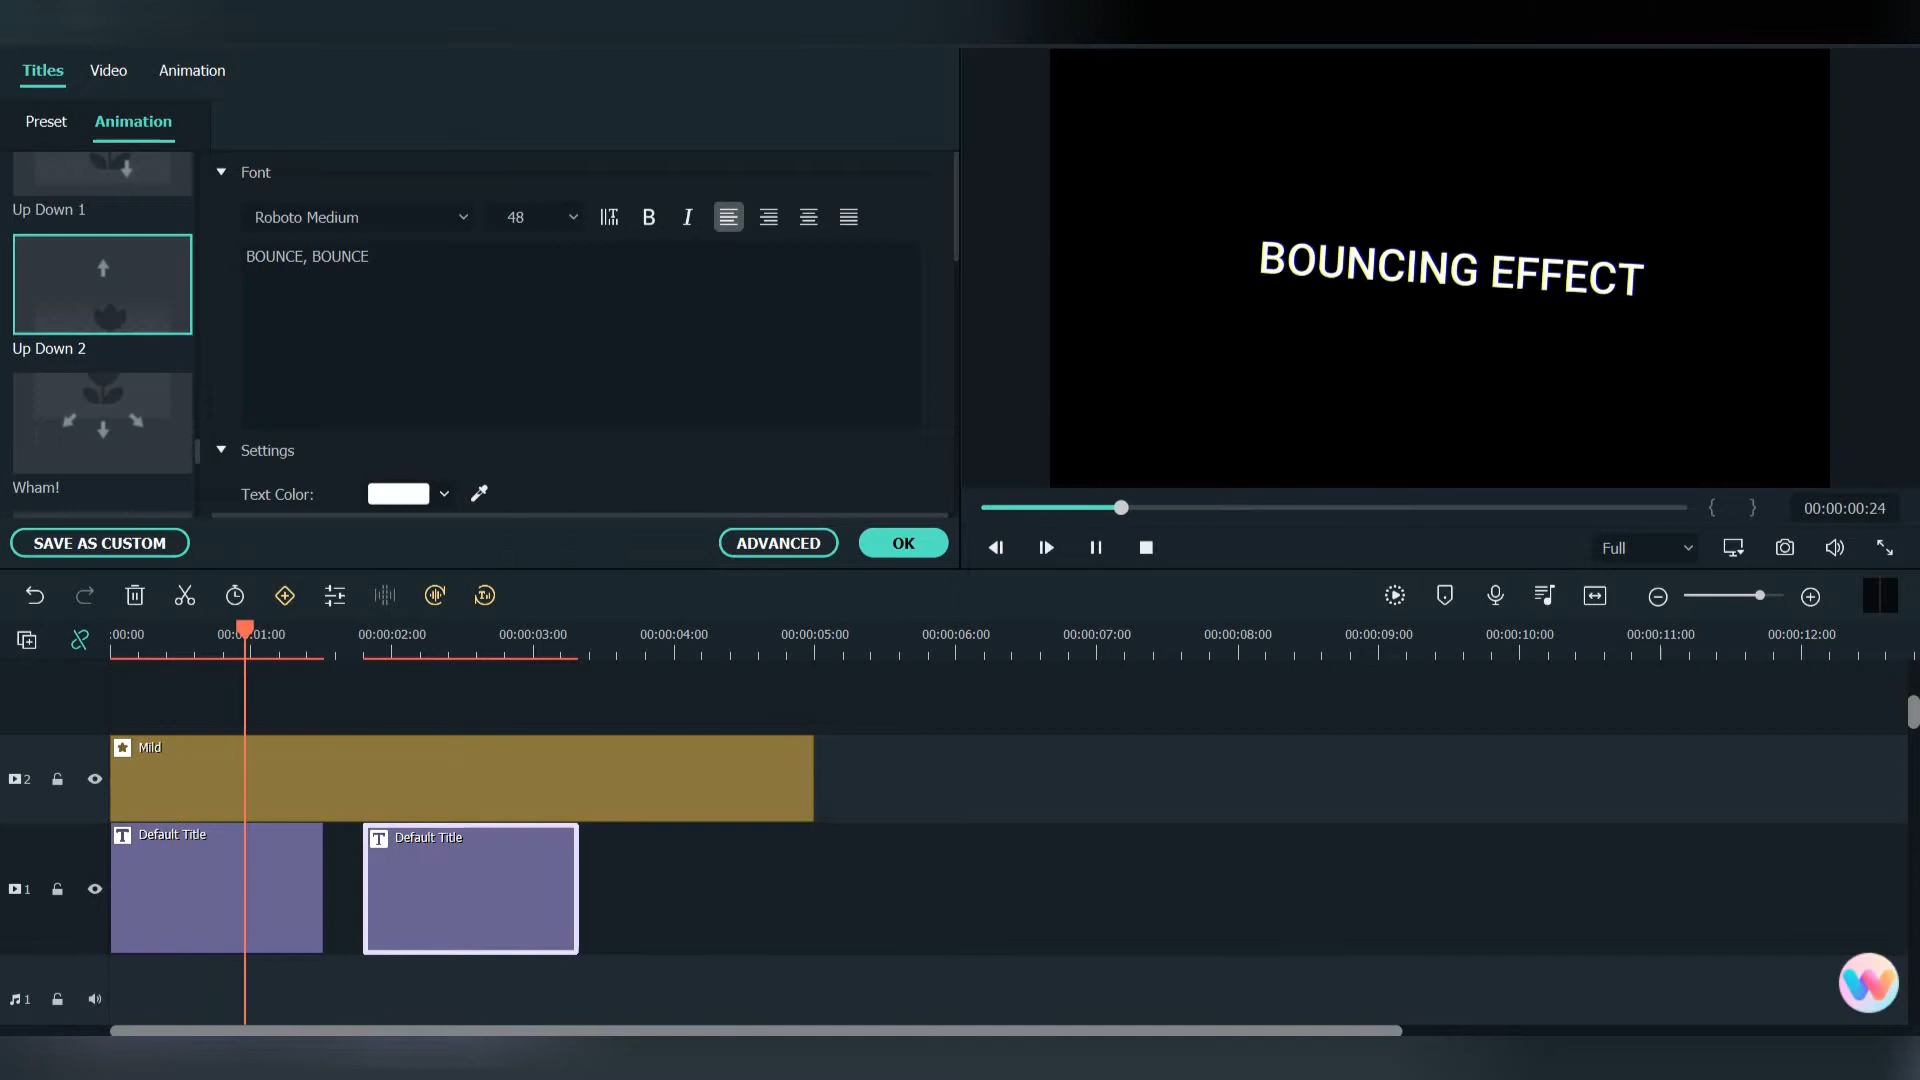 Titles Video Animation
Preset Animation
Up Down 1
Up Down 2
Wham!
Font
Roboto Medium 48 B I
BOUNCE, BOUNCE
Settings
Text Color:
SAVE AS CUSTOM ADVANCED OK
BOUNCING EFFECT
{ } 00:00:00:24
Full
:00:00 00:00:01:00 00:00:02:00 00:00:03:00 00:00:04:00 00:00:05:00 00:00:06:00 00:00:07:00 00:00:08:00 00:00:09:00 00:00:10:00 00:00:11:00 00:00:12:00
Mild
2
T Default Title T Default Title
1
1